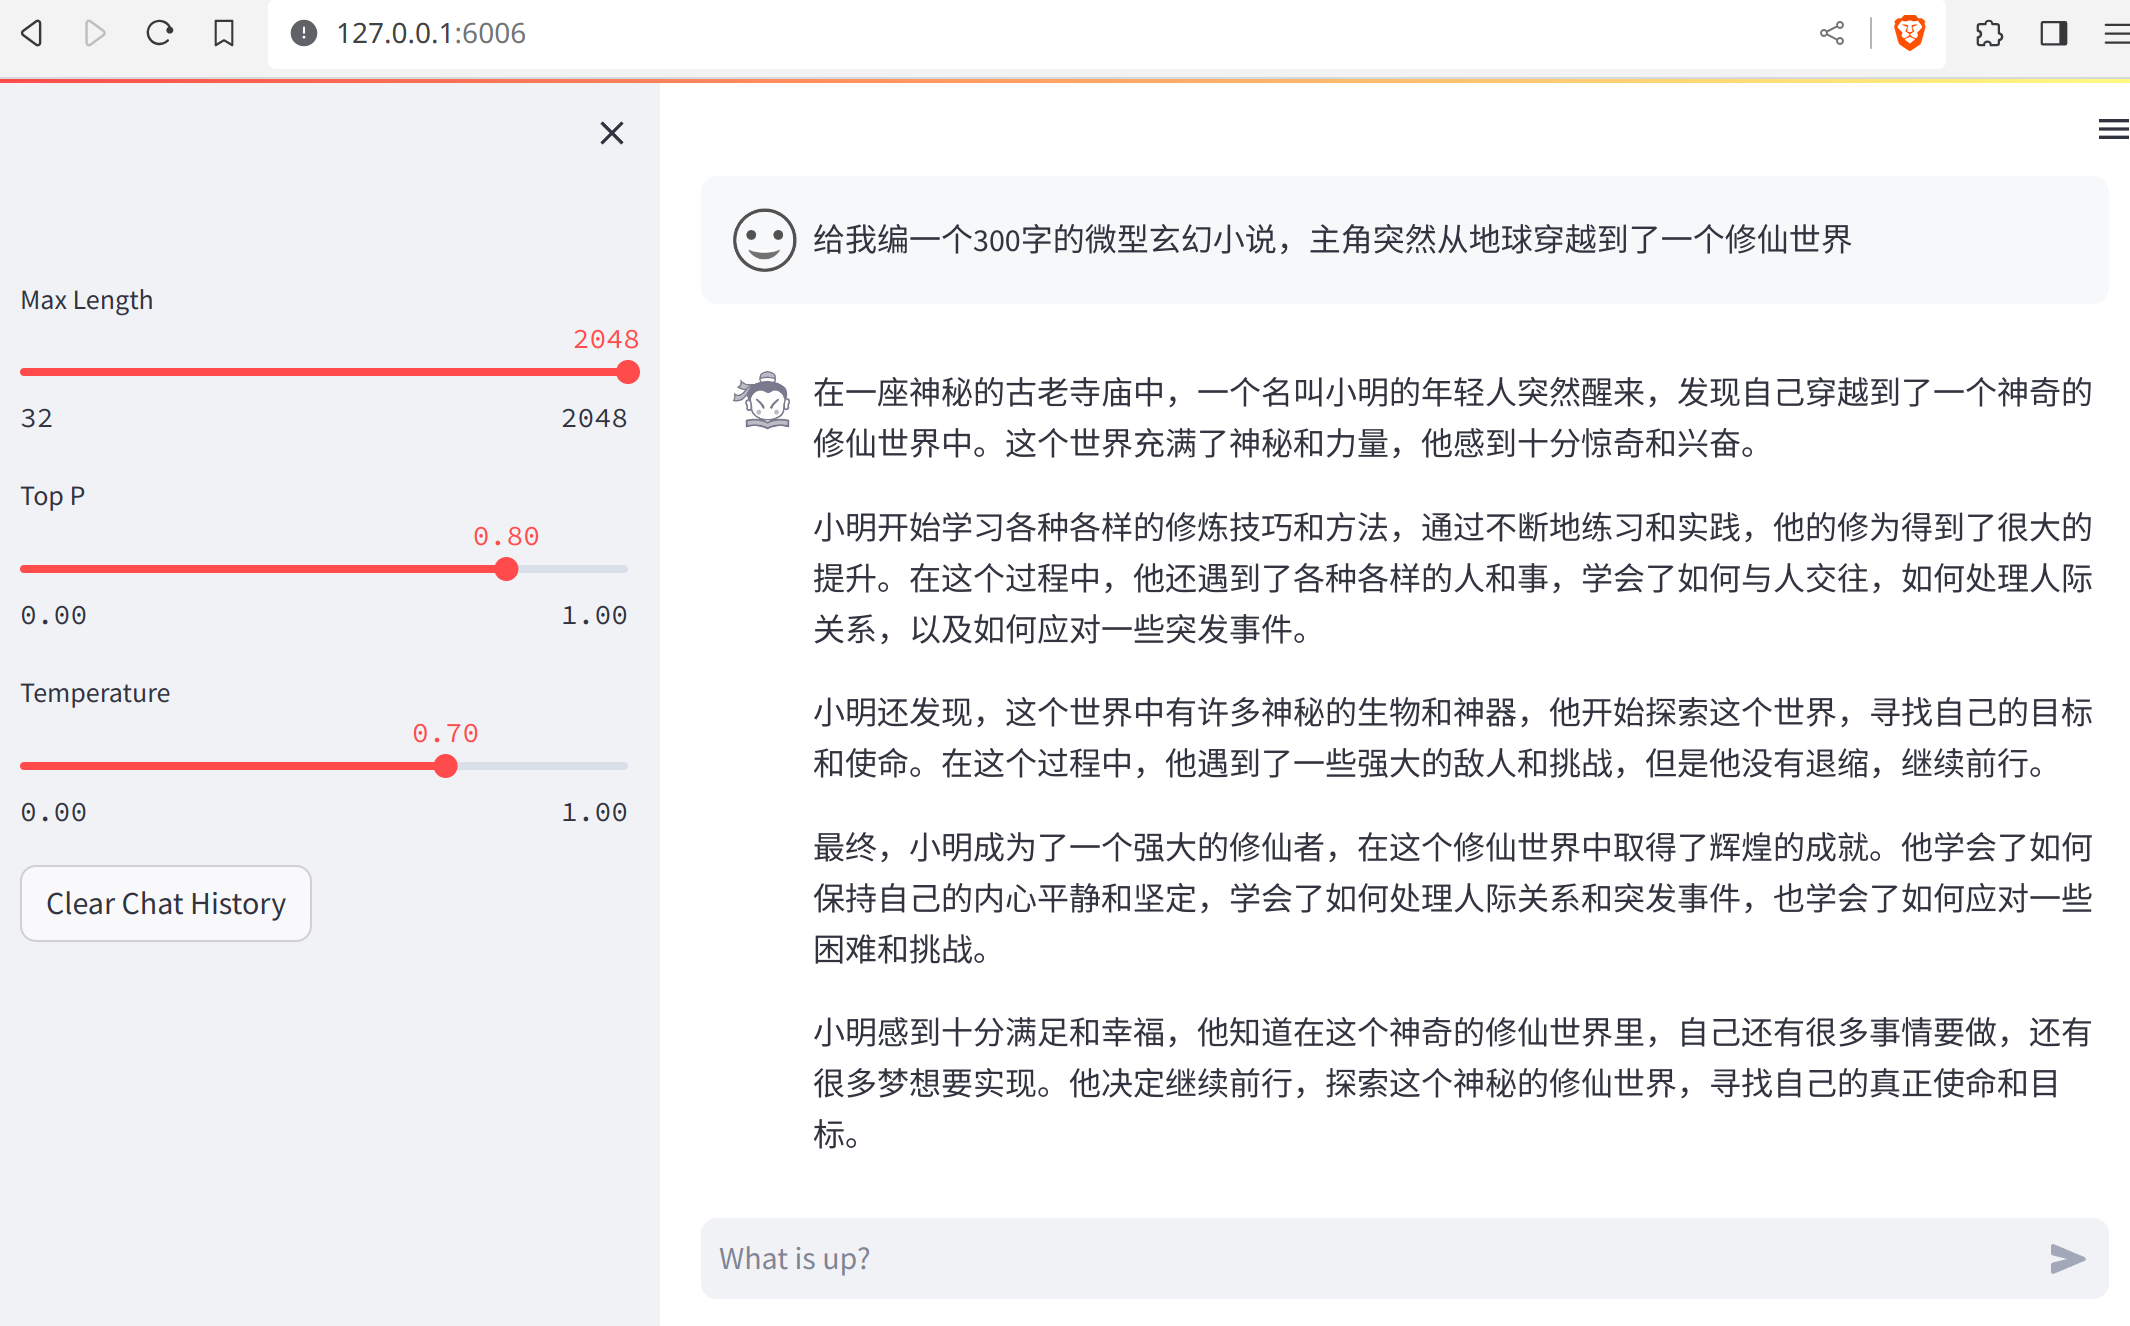 127.0.0.1:6006
Max Length
2048
32 2048
Top P
0.80
0.00 1.00
Temperature
0.70
0.00 1.00
Clear Chat History
给我编一个300字的微型玄幻小说，主角突然从地球穿越到了一个修仙世界
在一座神秘的古老寺庙中，一个名叫小明的年轻人突然醒来，发现自己穿越到了一个神奇的
修仙世界中。这个世界充满了神秘和力量，他感到十分惊奇和兴奋。
小明开始学习各种各样的修炼技巧和方法，通过不断地练习和实践，他的修为得到了很大的
提升。在这个过程中，他还遇到了各种各样的人和事，学会了如何与人交往，如何处理人际
关系，以及如何应对一些突发事件。
小明还发现，这个世界中有许多神秘的生物和神器，他开始探索这个世界，寻找自己的目标
和使命。在这个过程中，他遇到了一些强大的敌人和挑战，但是他没有退缩，继续前行。
最终，小明成为了一个强大的修仙者，在这个修仙世界中取得了辉煌的成就。他学会了如何
保持自己的内心平静和坚定，学会了如何处理人际关系和突发事件，也学会了如何应对一些
困难和挑战。
小明感到十分满足和幸福，他知道在这个神奇的修仙世界里，自己还有很多事情要做，还有
很多梦想要实现。他决定继续前行，探索这个神秘的修仙世界，寻找自己的真正使命和目
标。
What is up?